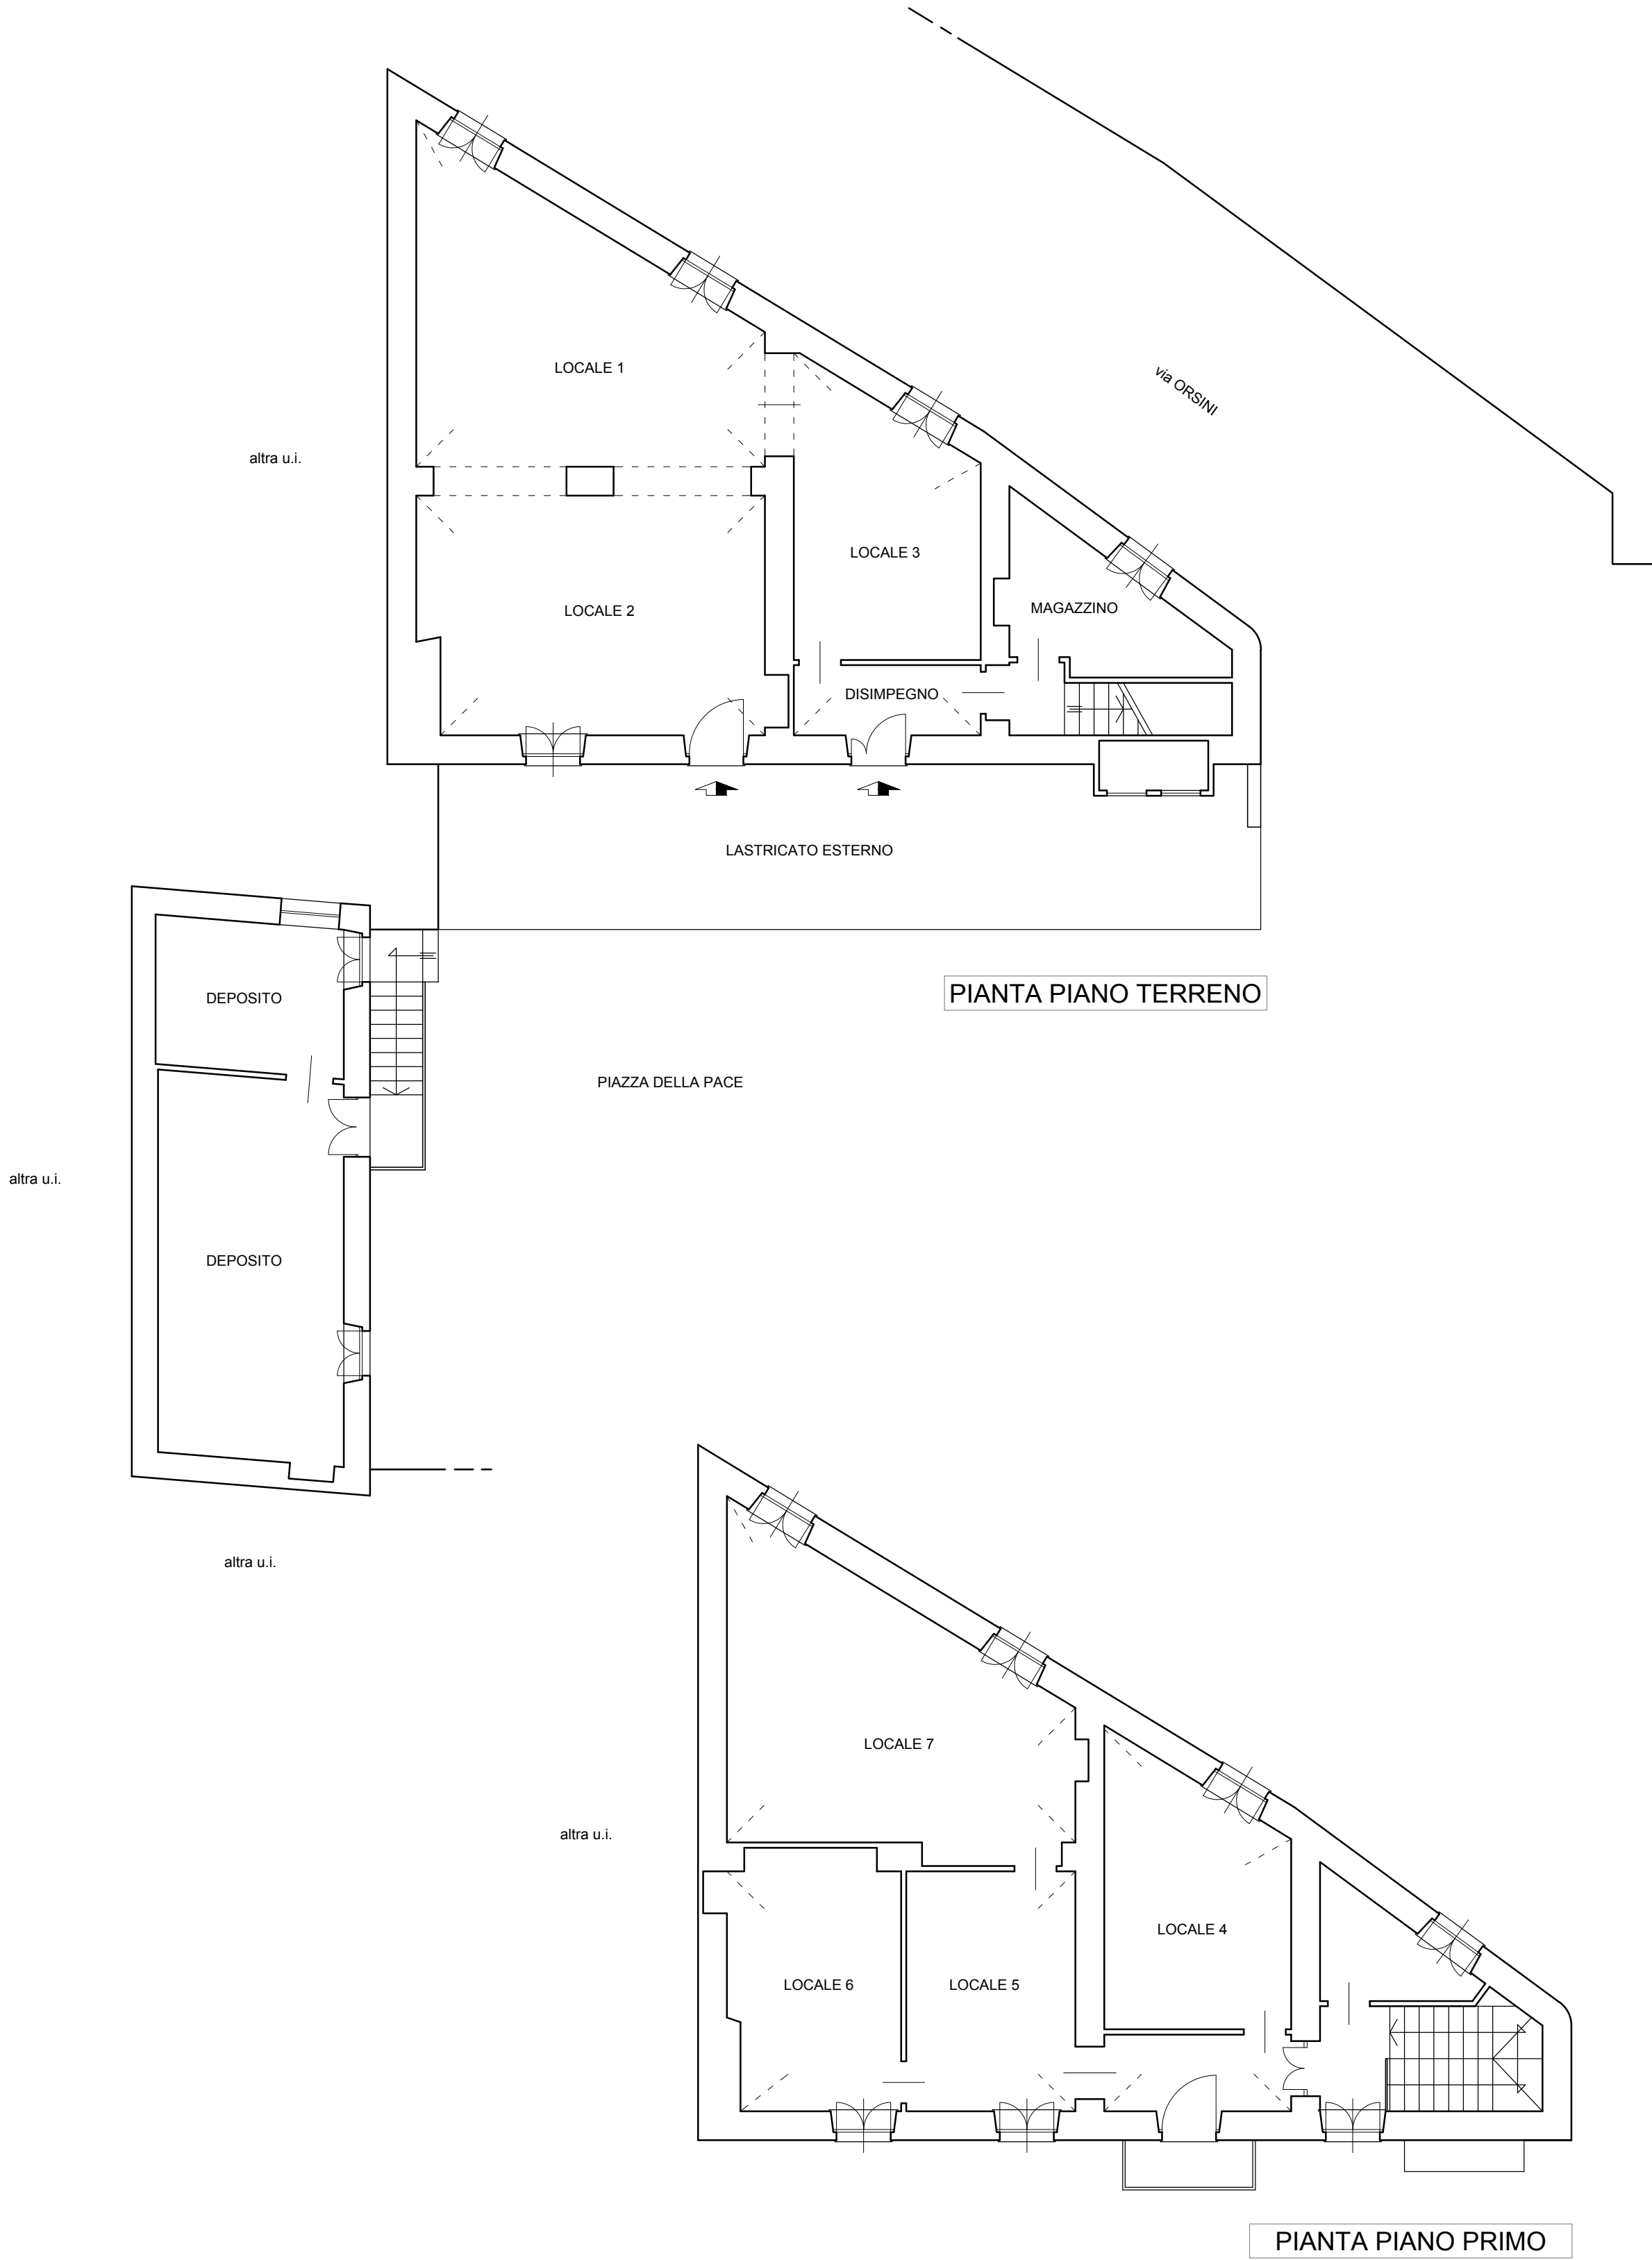 via ORSINI
LOCALE 1
altra u.i.
LOCALE 3
LOCALE 2
MAGAZZINO
DISIMPEGNO
LASTRICATO ESTERNO
PIANTA PIANO TERRENO
DEPOSITO
PIAZZA DELLA PACE
altra u.i.
DEPOSITO
altra u.i.
LOCALE 7
altra u.i.
LOCALE 4
LOCALE 6
LOCALE 5
PIANTA PIANO PRIMO